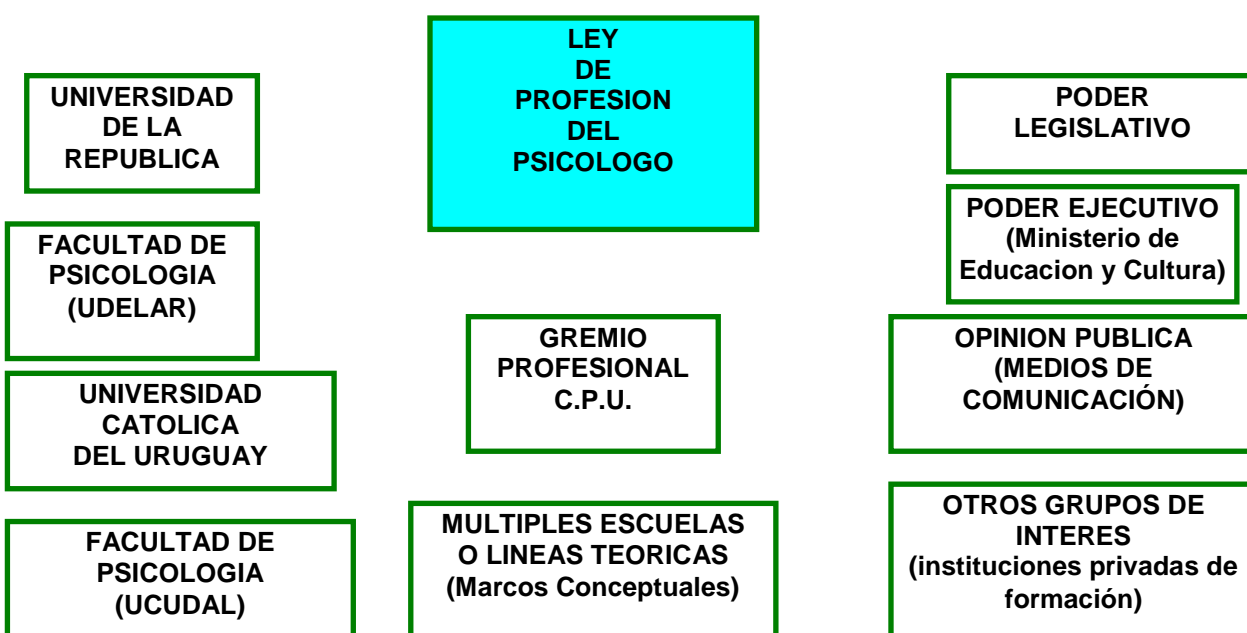 LEY
DE
PROFESION
DEL
PSICOLOGO
UNIVERSIDAD
DE LA
REPUBLICA
FACULTAD DE
PSICOLOGIA
(UDELAR)
UNIVERSIDAD
CATOLICA
DEL URUGUAY
FACULTAD DE
PSICOLOGIA
(UCUDAL)
GREMIO
PROFESIONAL
C.P.U.
MULTIPLES ESCUELAS
O LINEAS TEORICAS
(Marcos Conceptuales)
PODER
LEGISLATIVO
PODER EJECUTIVO
(Ministerio de
Educacion y Cultura)
OPINION PUBLICA
(MEDIOS DE
COMUNICACIÓN)
OTROS GRUPOS DE
INTERES
(instituciones privadas de
formación)